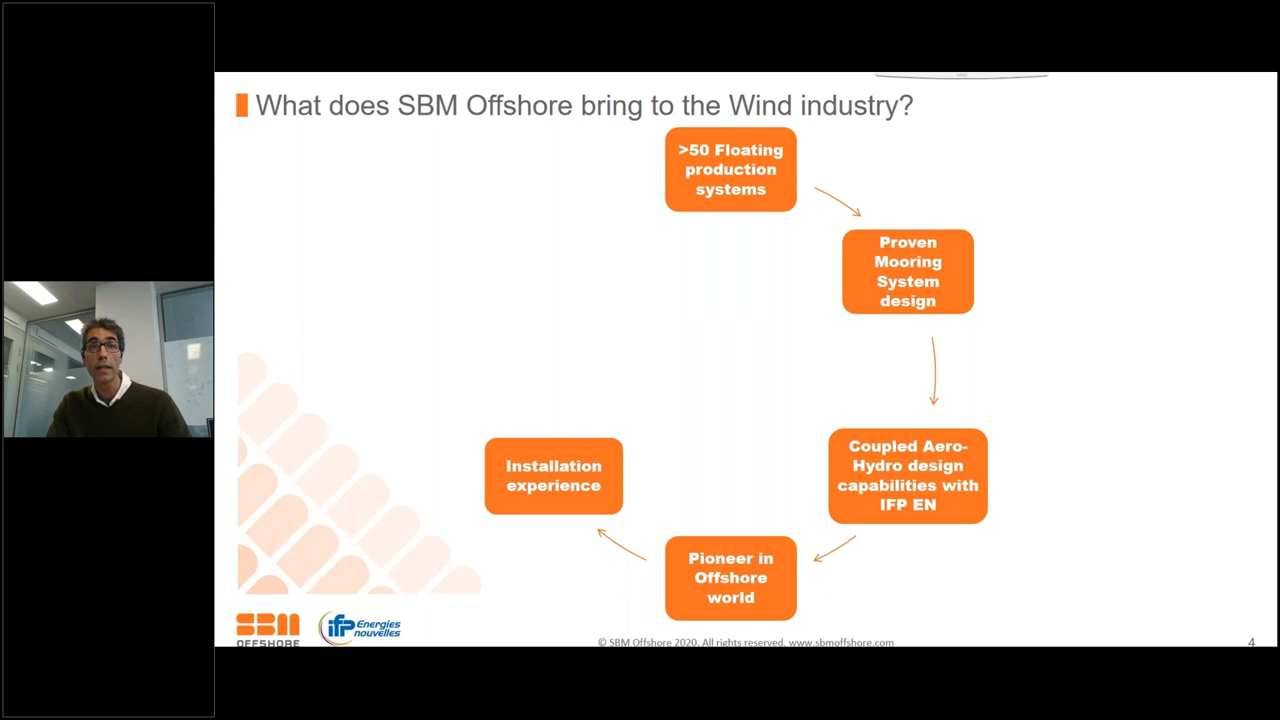 What does SBM Offshore bring to the Wind industry?
>50 Floating
production
systems
Proven
Mooring
System
design
Coupled Aero-
Hydro design
capabilities with
IFP EN
Pioneer in
Offshore
world
Installation
experience
SBM
OFFSHORE
ifp Energies
nouvelles
© SBM Offshore 2020. All rights reserved. www.sbmoffshore.com
4